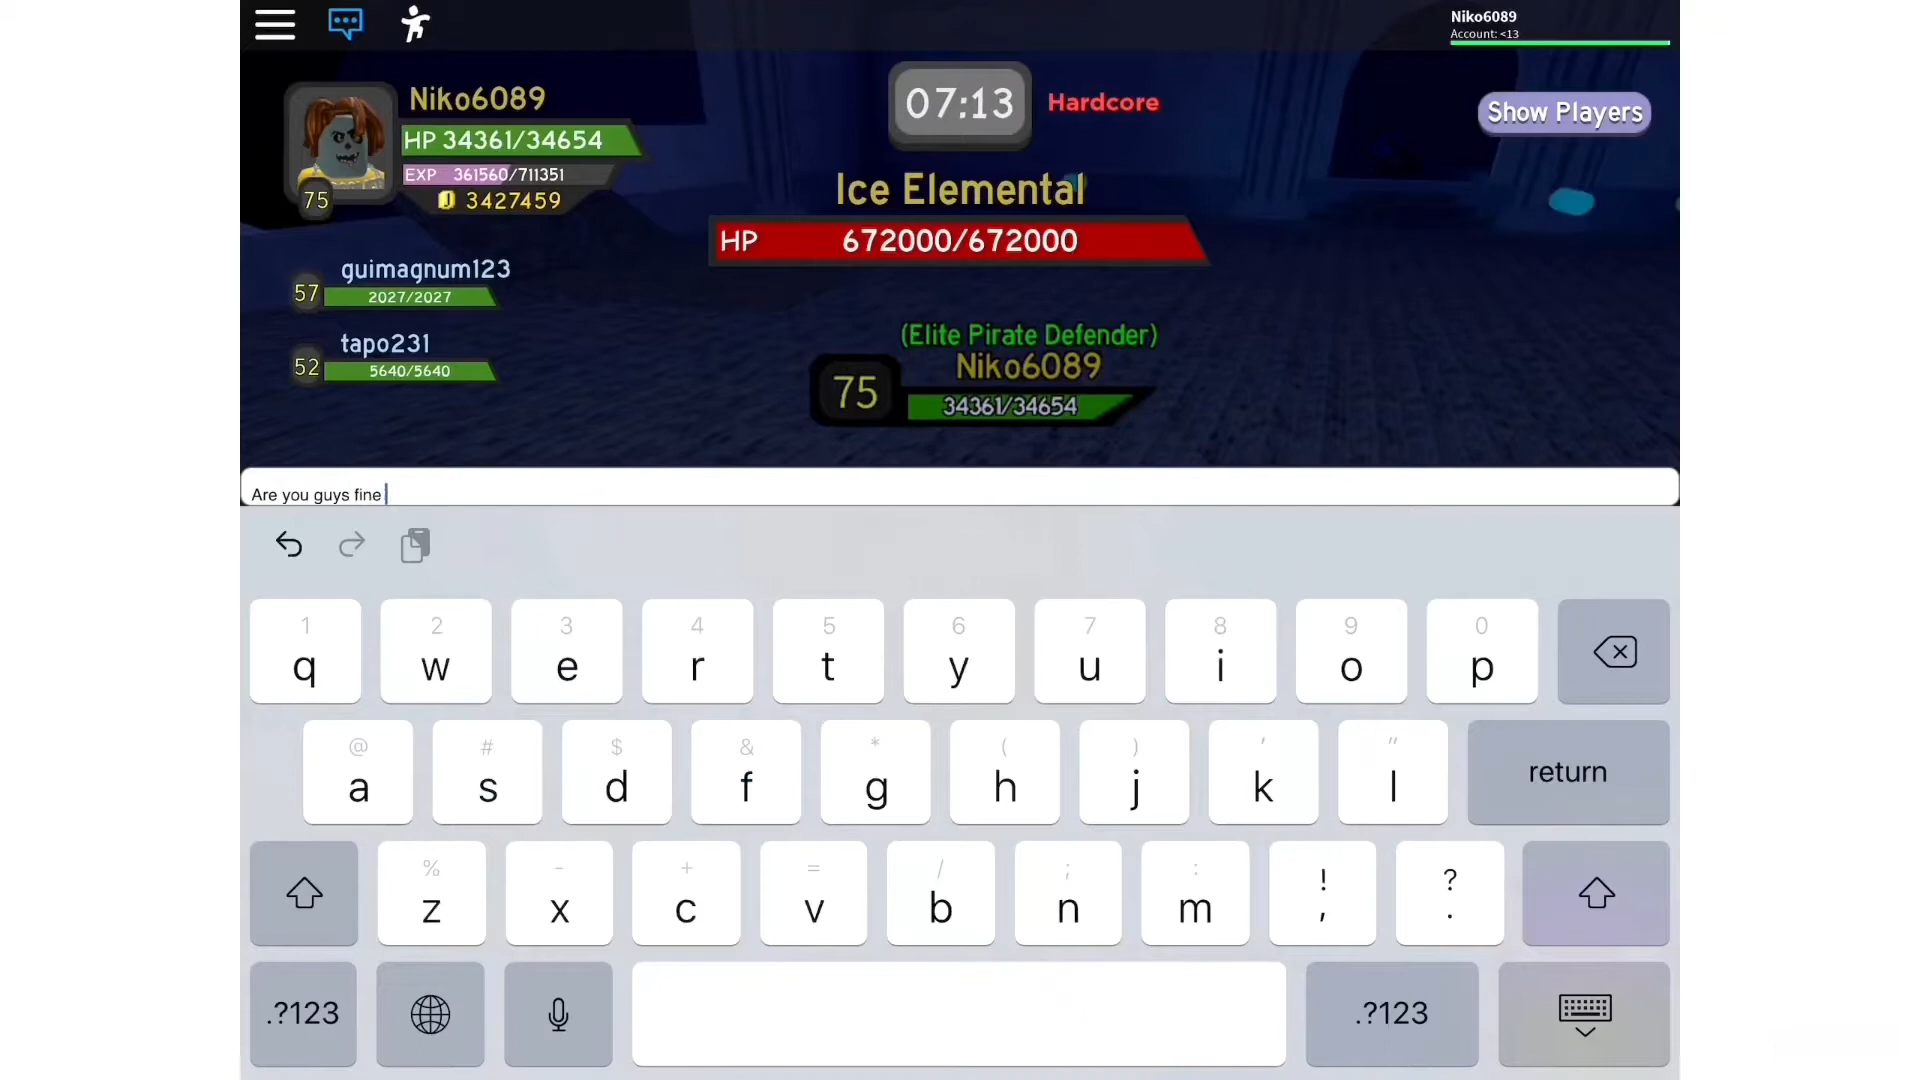 Niko6089
Account: <13
Niko6089
HP 34361/34654
EXP 361560/711351
75
3427459
07:13
Hardcore
Show Players
Ice Elemental
HP 672000/672000
guimagnum123
57
2027/2027
tapo231
52
5640/5640
(Elite Pirate Defender)
Niko6089
75
34361/34654
Are you guys fine
1 2 3 4 5 6 7 8 9 0
q w e r t y u i o p
@ # $ & * ( ) ' "
a s d f g h j k l return
% - + = / ; : ! ?
z x c v b n m , .
.?123 .?123